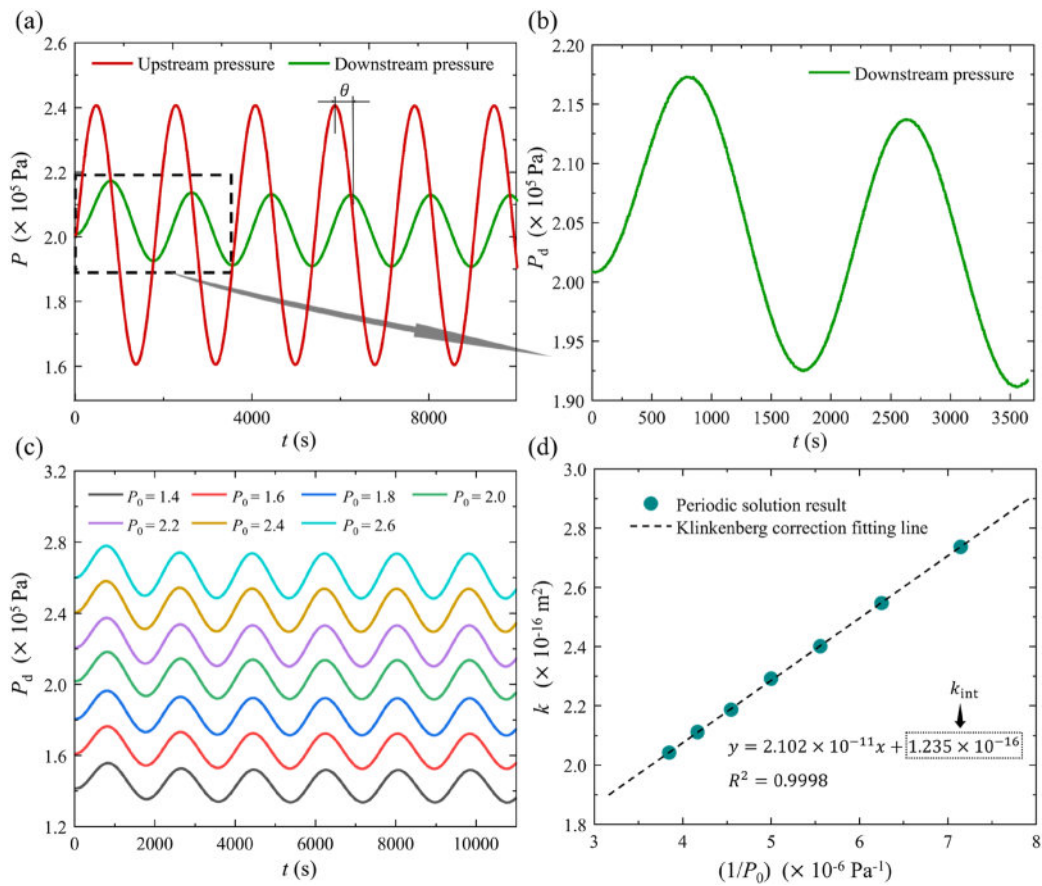 (a)
2.6
2.4
2.2
2.0
1.8
1.6
P (× 10⁵ Pa)
Upstream pressure
Downstream pressure
θ
0
4000
8000
t (s)
(b)
2.20
2.15
2.10
2.05
2.00
1.95
1.90
P_d (× 10⁵ Pa)
Downstream pressure
0
500
1000
1500
2000
2500
3000
3500
t (s)
(c)
3.2
2.8
2.4
2.0
1.6
1.2
P_d (× 10⁵ Pa)
P₀ = 1.4
P₀ = 1.6
P₀ = 1.8
P₀ = 2.0
P₀ = 2.2
P₀ = 2.4
P₀ = 2.6
0
2000
4000
6000
8000
10000
t (s)
(d)
3.0
2.8
2.6
2.4
2.2
2.0
1.8
k (× 10⁻¹⁶ m²)
Periodic solution result
Klinkenberg correction fitting line
k_int
y = 2.102 × 10⁻¹¹x + 1.235 × 10⁻¹⁶
R² = 0.9998
3
4
5
6
7
8
(1/P₀) (× 10⁻⁶ Pa⁻¹)